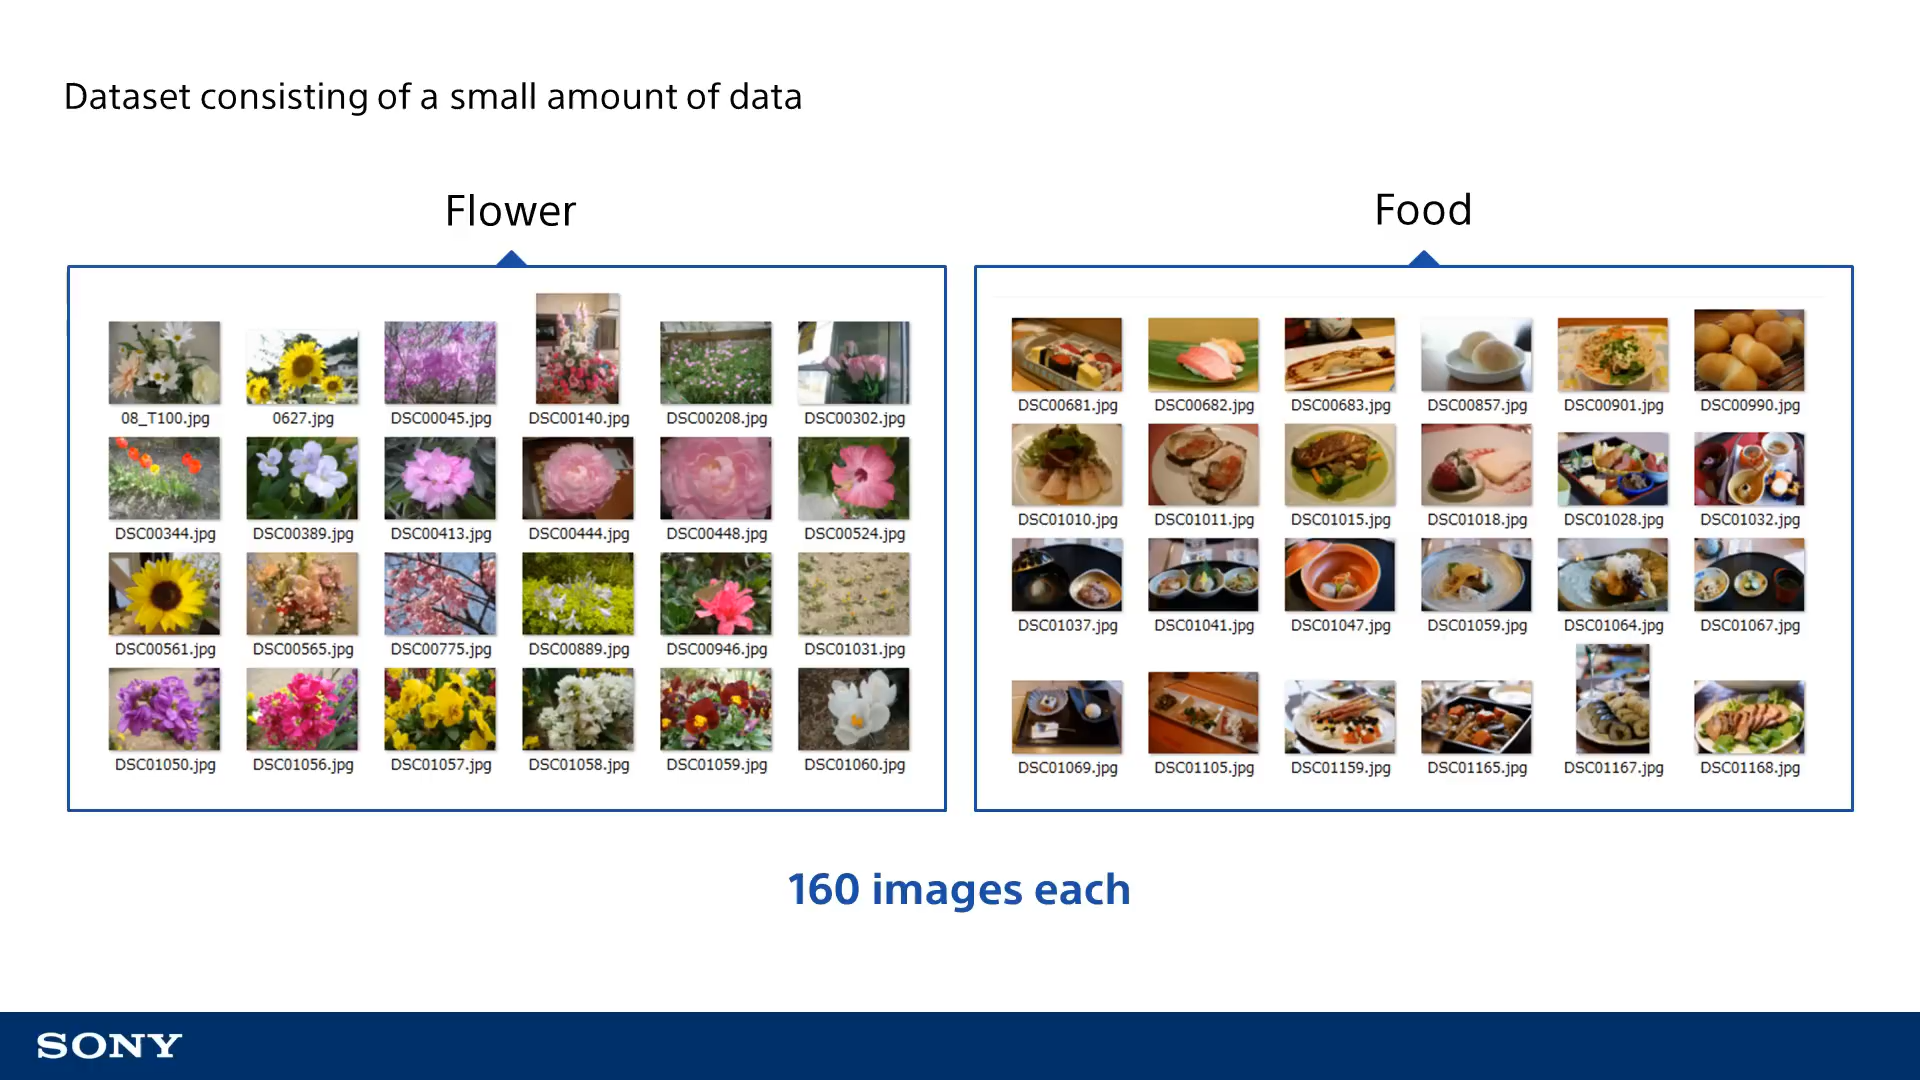 Dataset consisting of a small amount of data
Flower
08_T100.jpg 0627.jpg DSC00045.jpg DSC00140.jpg DSC00208.jpg DSC00302.jpg
DSC00344.jpg DSC00389.jpg DSC00413.jpg DSC00444.jpg DSC00448.jpg DSC00524.jpg
DSC00561.jpg DSC00565.jpg DSC00775.jpg DSC00889.jpg DSC00946.jpg DSC01031.jpg
DSC01050.jpg DSC01056.jpg DSC01057.jpg DSC01058.jpg DSC01059.jpg DSC01060.jpg
Food
DSC00681.jpg DSC00682.jpg DSC00683.jpg DSC00857.jpg DSC00901.jpg DSC00990.jpg
DSC01010.jpg DSC01011.jpg DSC01015.jpg DSC01018.jpg DSC01028.jpg DSC01032.jpg
DSC01037.jpg DSC01041.jpg DSC01047.jpg DSC01059.jpg DSC01064.jpg DSC01067.jpg
DSC01069.jpg DSC01105.jpg DSC01159.jpg DSC01165.jpg DSC01167.jpg DSC01168.jpg
160 images each
SONY